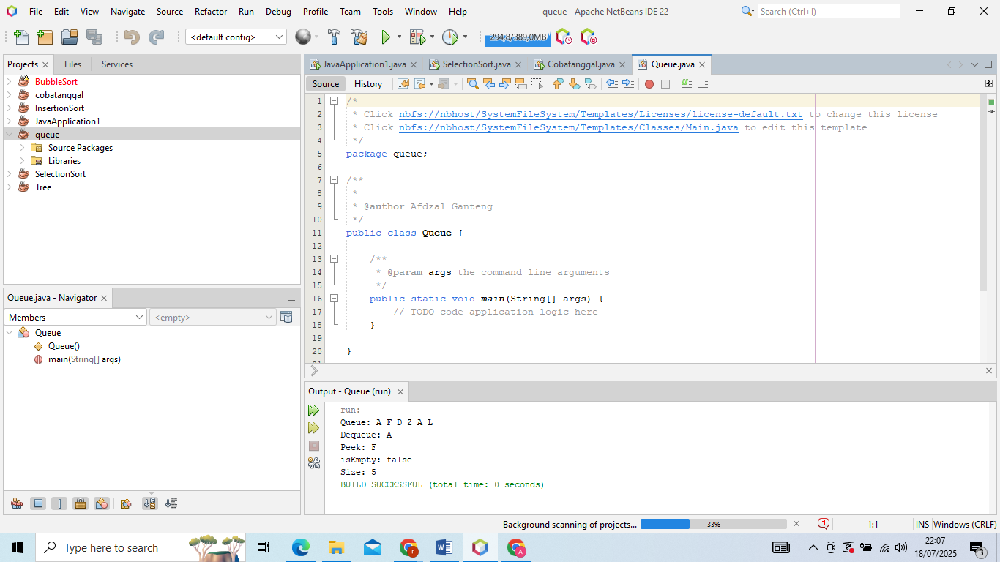 File Edit View Navigate Source Refactor Run Debug Profile Team Tools Window Help
queue - Apache NetBeans IDE 22
Search (Ctrl+I)
<default config>
294,8/389,0MB
Projects Files Services
BubbleSort
cobatanggal
InsertionSort
JavaApplication1
queue
Source Packages
Libraries
SelectionSort
Tree
Queue.java - Navigator
Members <empty>
Queue
Queue()
main(String[] args)
JavaApplication1.java SelectionSort.java Cobatanggal.java Queue.java
Source History
1 /*
2 * Click nbfs://nbhost/SystemFileSystem/Templates/Licenses/license-default.txt to change this license
3 * Click nbfs://nbhost/SystemFileSystem/Templates/Classes/Main.java to edit this template
4 */
5 package queue;
6
7 /**
8 *
9 * @author Afdzal Ganteng
10 */
11 public class Queue {
12
13 /**
14 * @param args the command line arguments
15 */
16 public static void main(String[] args) {
17 // TODO code application logic here
18 }
19
20 }
Output - Queue (run)
run:
Queue: A F D Z A L
Dequeue: A
Peek: F
isEmpty: false
Size: 5
BUILD SUCCESSFUL (total time: 0 seconds)
Background scanning of projects... 33% 1 1:1 INS Windows (CRLF)
Type here to search
22:07
18/07/2025
3